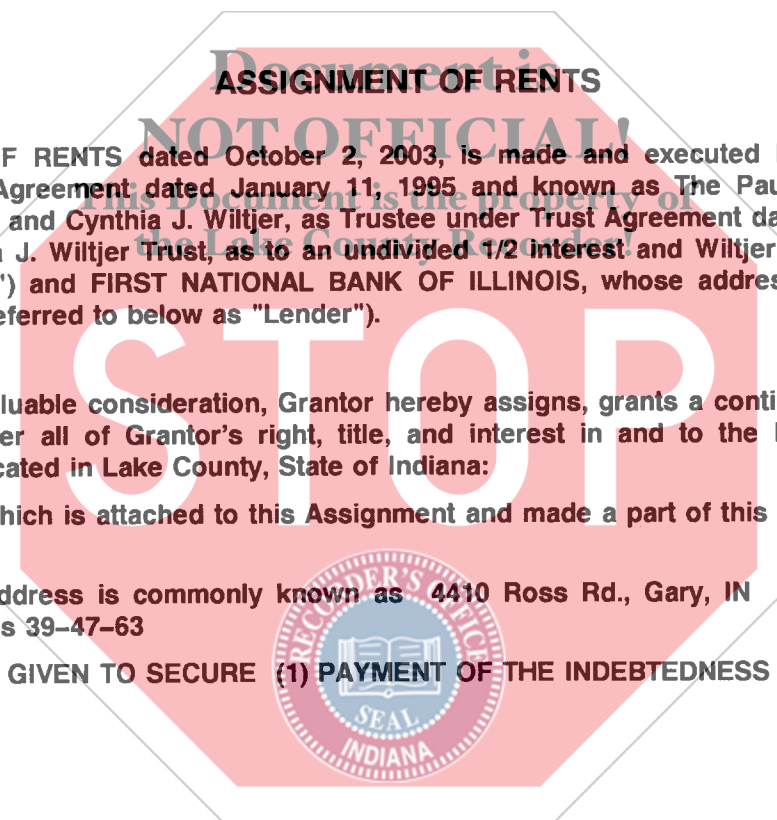 Document is
ASSIGNMENT OF RENTS
NOT OFFICIAL!
F RENTS dated October 2, 2003, is made and executed
Agreement dated January 11, 1995 and known as The Pau
This Document is the property of
and Cynthia J. Wiltjer, as Trustee under Trust Agreement da
the Lake County Recorder!
J. Wiltjer Trust, as to an undivided 1/2 interest and Wiltjer
") and FIRST NATIONAL BANK OF ILLINOIS, whose addres
eferred to below as "Lender").
STOP
luable consideration, Grantor hereby assigns, grants a conti
er all of Grantor's right, title, and interest in and to the
cated in Lake County, State of Indiana:
hich is attached to this Assignment and made a part of this
ddress is commonly known as 4410 Ross Rd., Gary, IN
s 39–47–63
GIVEN TO SECURE (1) PAYMENT OF THE INDEBTEDNESS
RECORDER'S OFFICE
SEAL
INDIANA